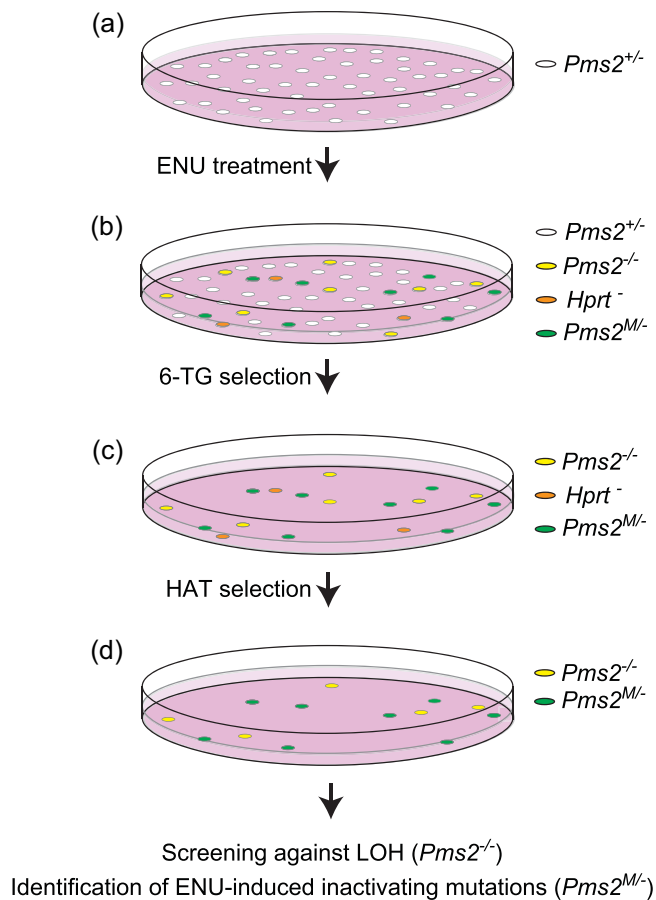 (a)
Pms2+/-
ENU treatment
(b)
Pms2+/-
Pms2-/-
Hprt -
Pms2M/-
6-TG selection
(c)
Pms2-/-
Hprt -
Pms2M/-
HAT selection
(d)
Pms2-/-
Pms2M/-
Screening against LOH (Pms2-/-)
Identification of ENU-induced inactivating mutations (Pms2M/-)